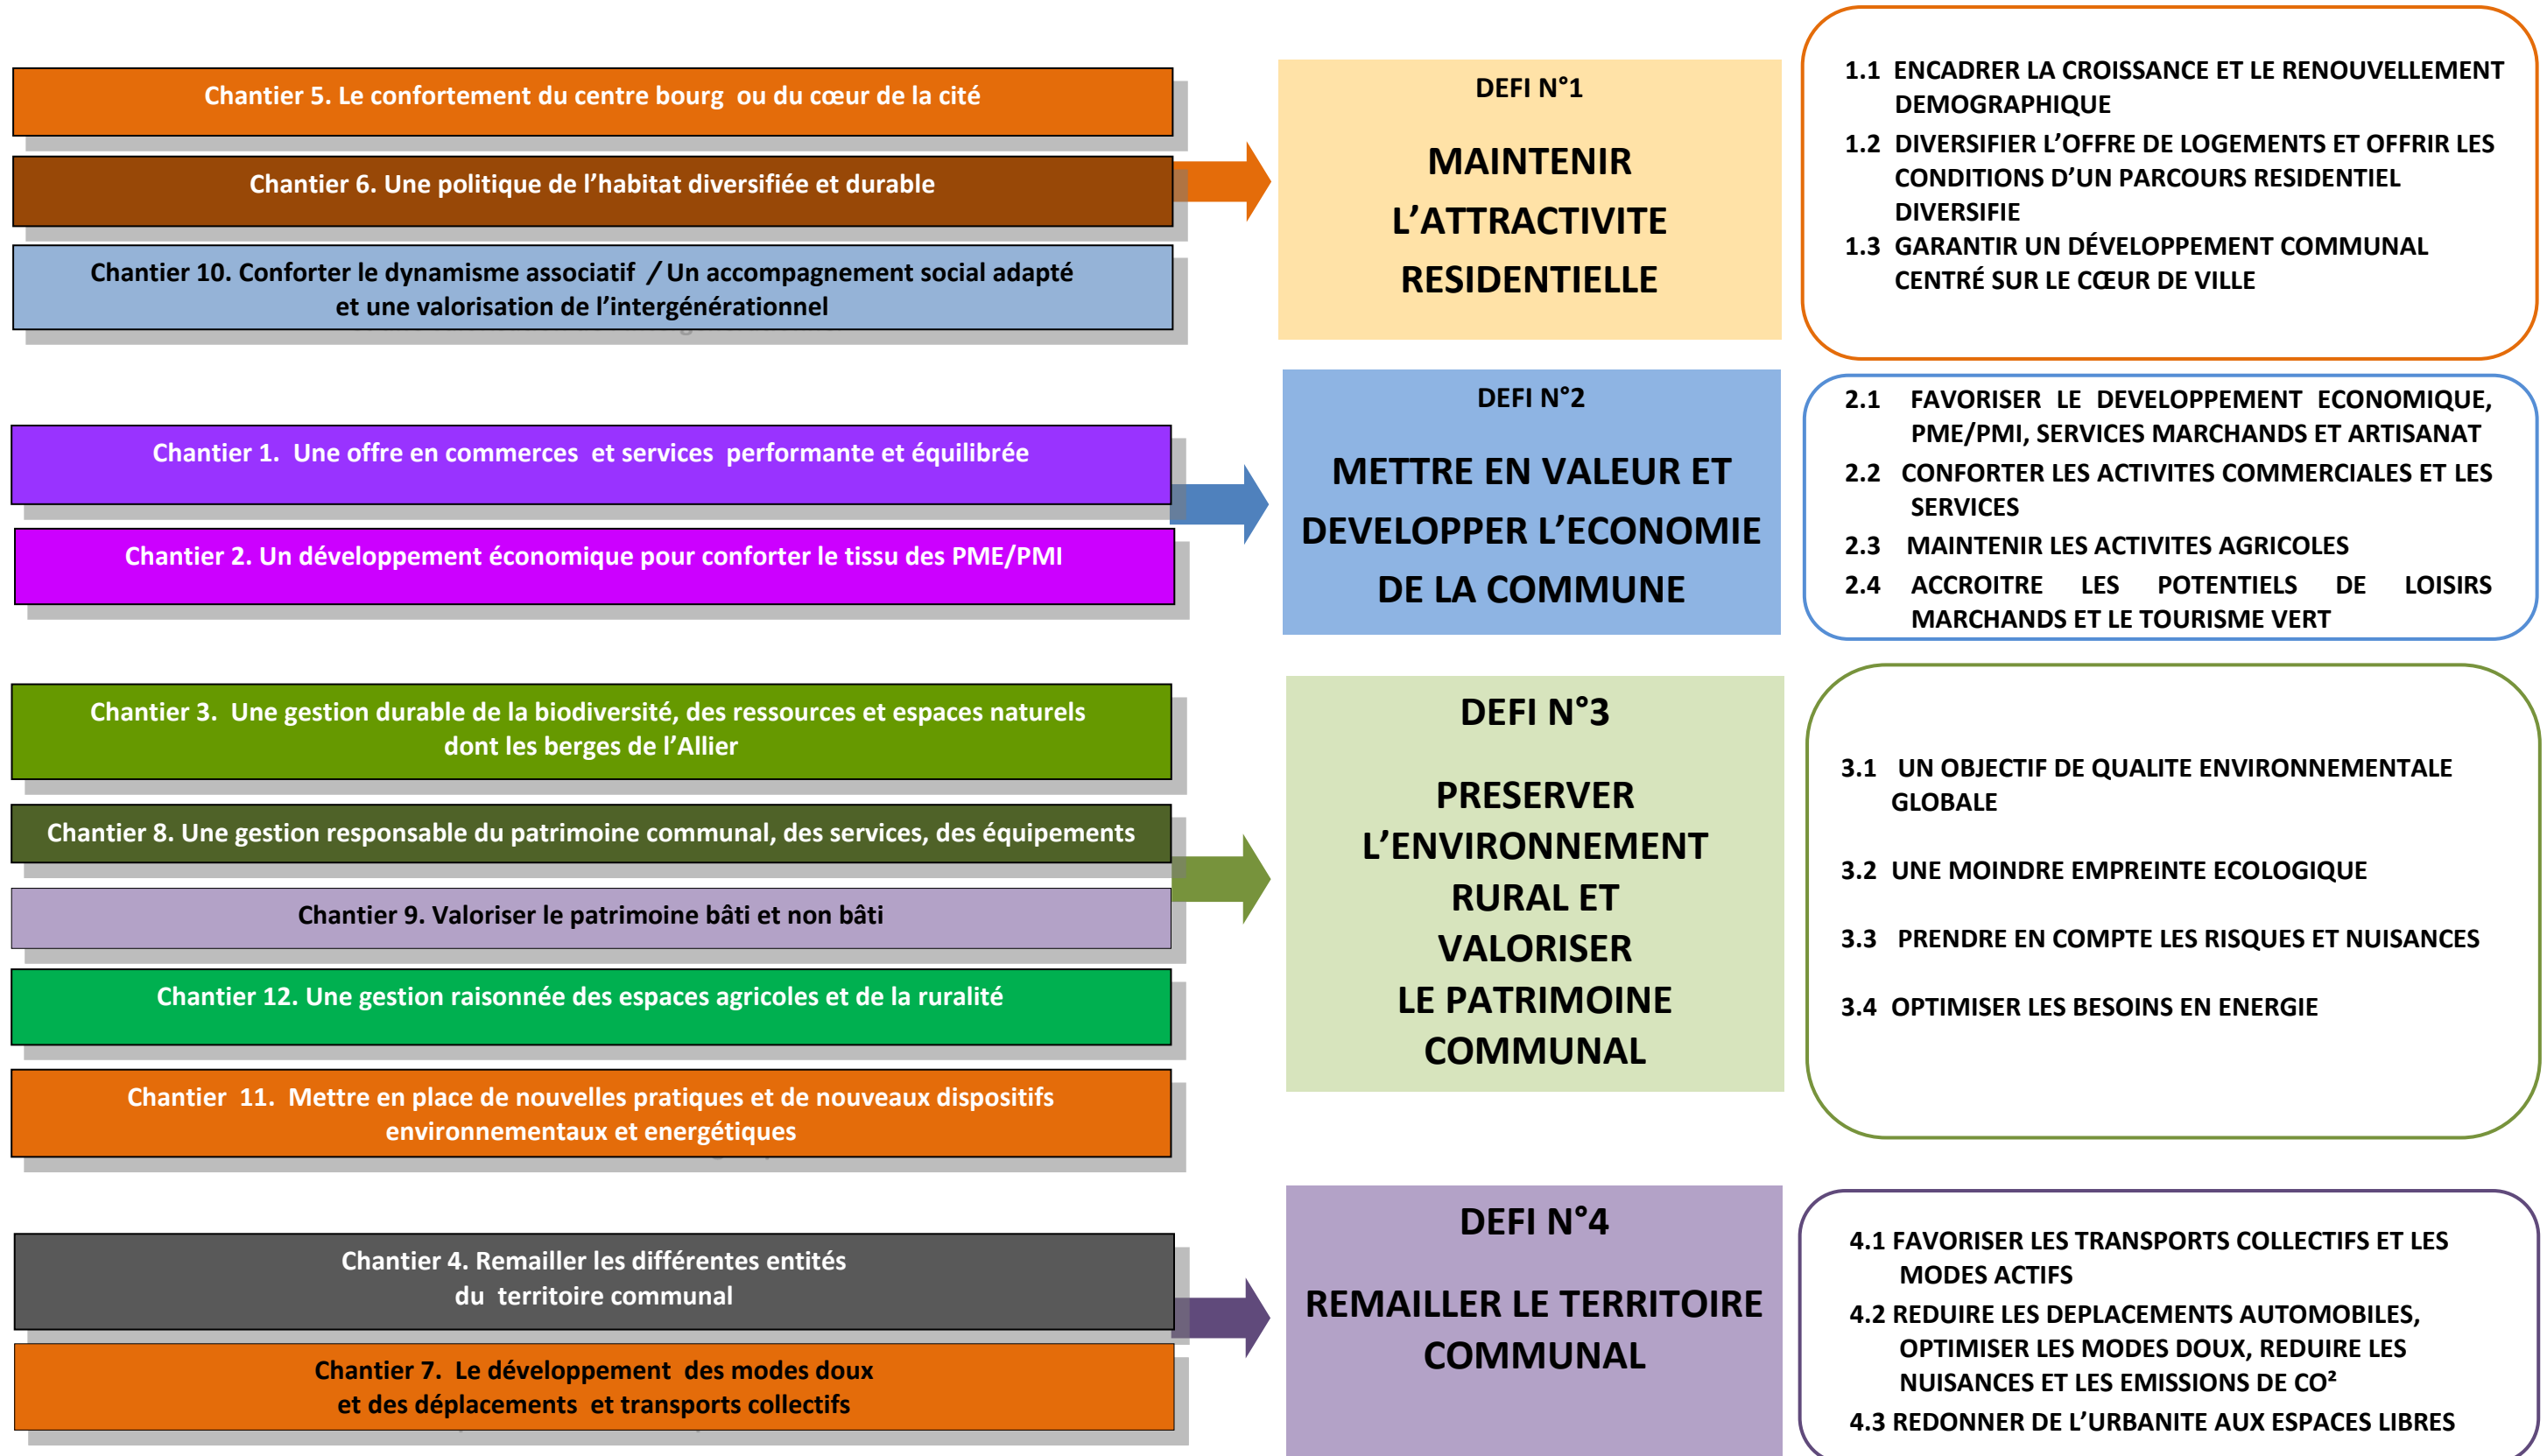 Chantier 5. Le confortement du centre bourg ou du cœur de la cité
Chantier 6. Une politique de l’habitat diversifiée et durable
Chantier 10. Conforter le dynamisme associatif / Un accompagnement social adapté
et une valorisation de l’intergénérationnel
DEFI N°1
MAINTENIR
L’ATTRACTIVITE
RESIDENTIELLE
1.1 ENCADRER LA CROISSANCE ET LE RENOUVELLEMENT
DEMOGRAPHIQUE
1.2 DIVERSIFIER L’OFFRE DE LOGEMENTS ET OFFRIR LES
CONDITIONS D’UN PARCOURS RESIDENTIEL
DIVERSIFIE
1.3 GARANTIR UN DÉVELOPPEMENT COMMUNAL
CENTRÉ SUR LE CŒUR DE VILLE
Chantier 1. Une offre en commerces et services performante et équilibrée
Chantier 2. Un développement économique pour conforter le tissu des PME/PMI
DEFI N°2
METTRE EN VALEUR ET
DEVELOPPER L’ECONOMIE
DE LA COMMUNE
2.1 FAVORISER LE DEVELOPPEMENT ECONOMIQUE,
PME/PMI, SERVICES MARCHANDS ET ARTISANAT
2.2 CONFORTER LES ACTIVITES COMMERCIALES ET LES
SERVICES
2.3 MAINTENIR LES ACTIVITES AGRICOLES
2.4 ACCROITRE LES POTENTIELS DE LOISIRS
MARCHANDS ET LE TOURISME VERT
Chantier 3. Une gestion durable de la biodiversité, des ressources et espaces naturels
dont les berges de l’Allier
Chantier 8. Une gestion responsable du patrimoine communal, des services, des équipements
Chantier 9. Valoriser le patrimoine bâti et non bâti
Chantier 12. Une gestion raisonnée des espaces agricoles et de la ruralité
Chantier 11. Mettre en place de nouvelles pratiques et de nouveaux dispositifs
environnementaux et energétiques
DEFI N°3
PRESERVER
L’ENVIRONNEMENT
RURAL ET
VALORISER
LE PATRIMOINE
COMMUNAL
3.1 UN OBJECTIF DE QUALITE ENVIRONNEMENTALE
GLOBALE
3.2 UNE MOINDRE EMPREINTE ECOLOGIQUE
3.3 PRENDRE EN COMPTE LES RISQUES ET NUISANCES
3.4 OPTIMISER LES BESOINS EN ENERGIE
Chantier 4. Remailler les différentes entités
du territoire communal
Chantier 7. Le développement des modes doux
et des déplacements et transports collectifs
DEFI N°4
REMAILLER LE TERRITOIRE
COMMUNAL
4.1 FAVORISER LES TRANSPORTS COLLECTIFS ET LES
MODES ACTIFS
4.2 REDUIRE LES DEPLACEMENTS AUTOMOBILES,
OPTIMISER LES MODES DOUX, REDUIRE LES
NUISANCES ET LES EMISSIONS DE CO²
4.3 REDONNER DE L’URBANITE AUX ESPACES LIBRES